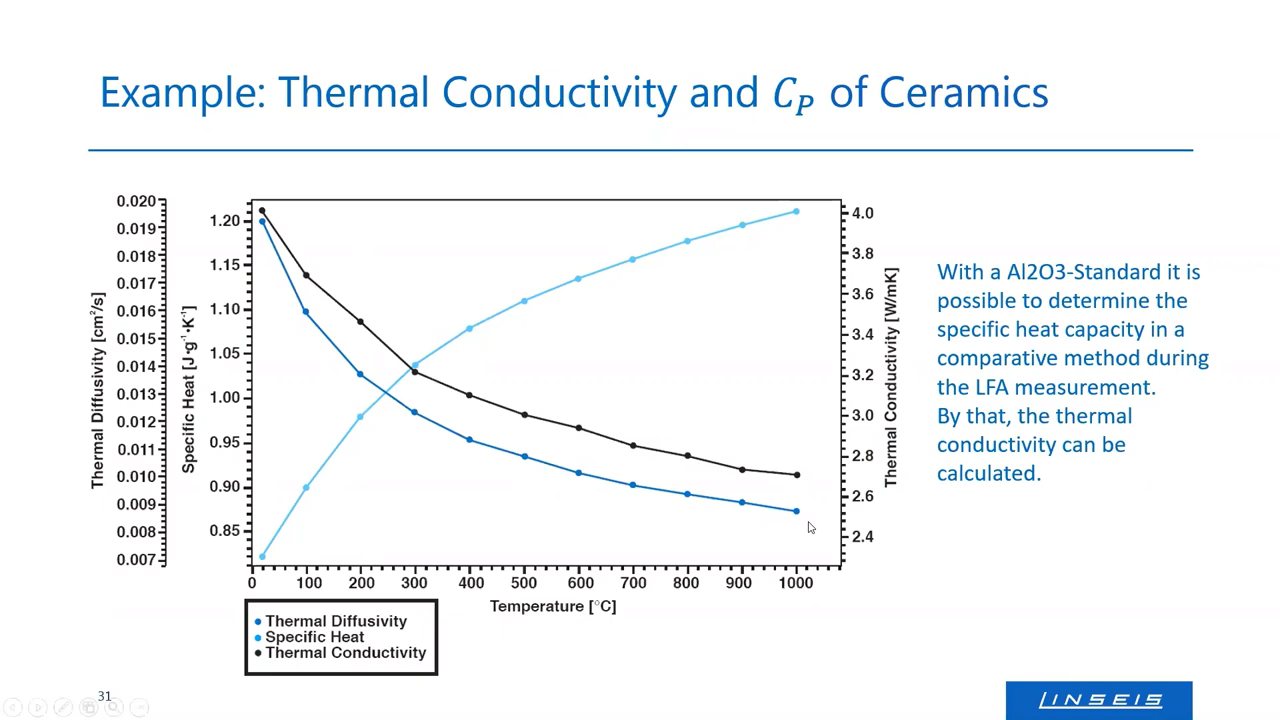 Example: Thermal Conductivity and C_P of Ceramics
0.020
0.019
0.018
0.017
0.016
0.015
0.014
0.013
0.012
0.011
0.010
0.009
0.008
0.007
Thermal Diffusivity [cm²/s]
1.20
1.15
1.10
1.05
1.00
0.95
0.90
0.85
Specific Heat [J·g⁻¹·K⁻¹]
4.0
3.8
3.6
3.4
3.2
3.0
2.8
2.6
2.4
Thermal Conductivity [W/mK]
0 100 200 300 400 500 600 700 800 900 1000
Temperature [°C]
Thermal Diffusivity
Specific Heat
Thermal Conductivity
With a Al2O3-Standard it is
possible to determine the
specific heat capacity in a
comparative method during
the LFA measurement.
By that, the thermal
conductivity can be
calculated.
31
LINSEIS